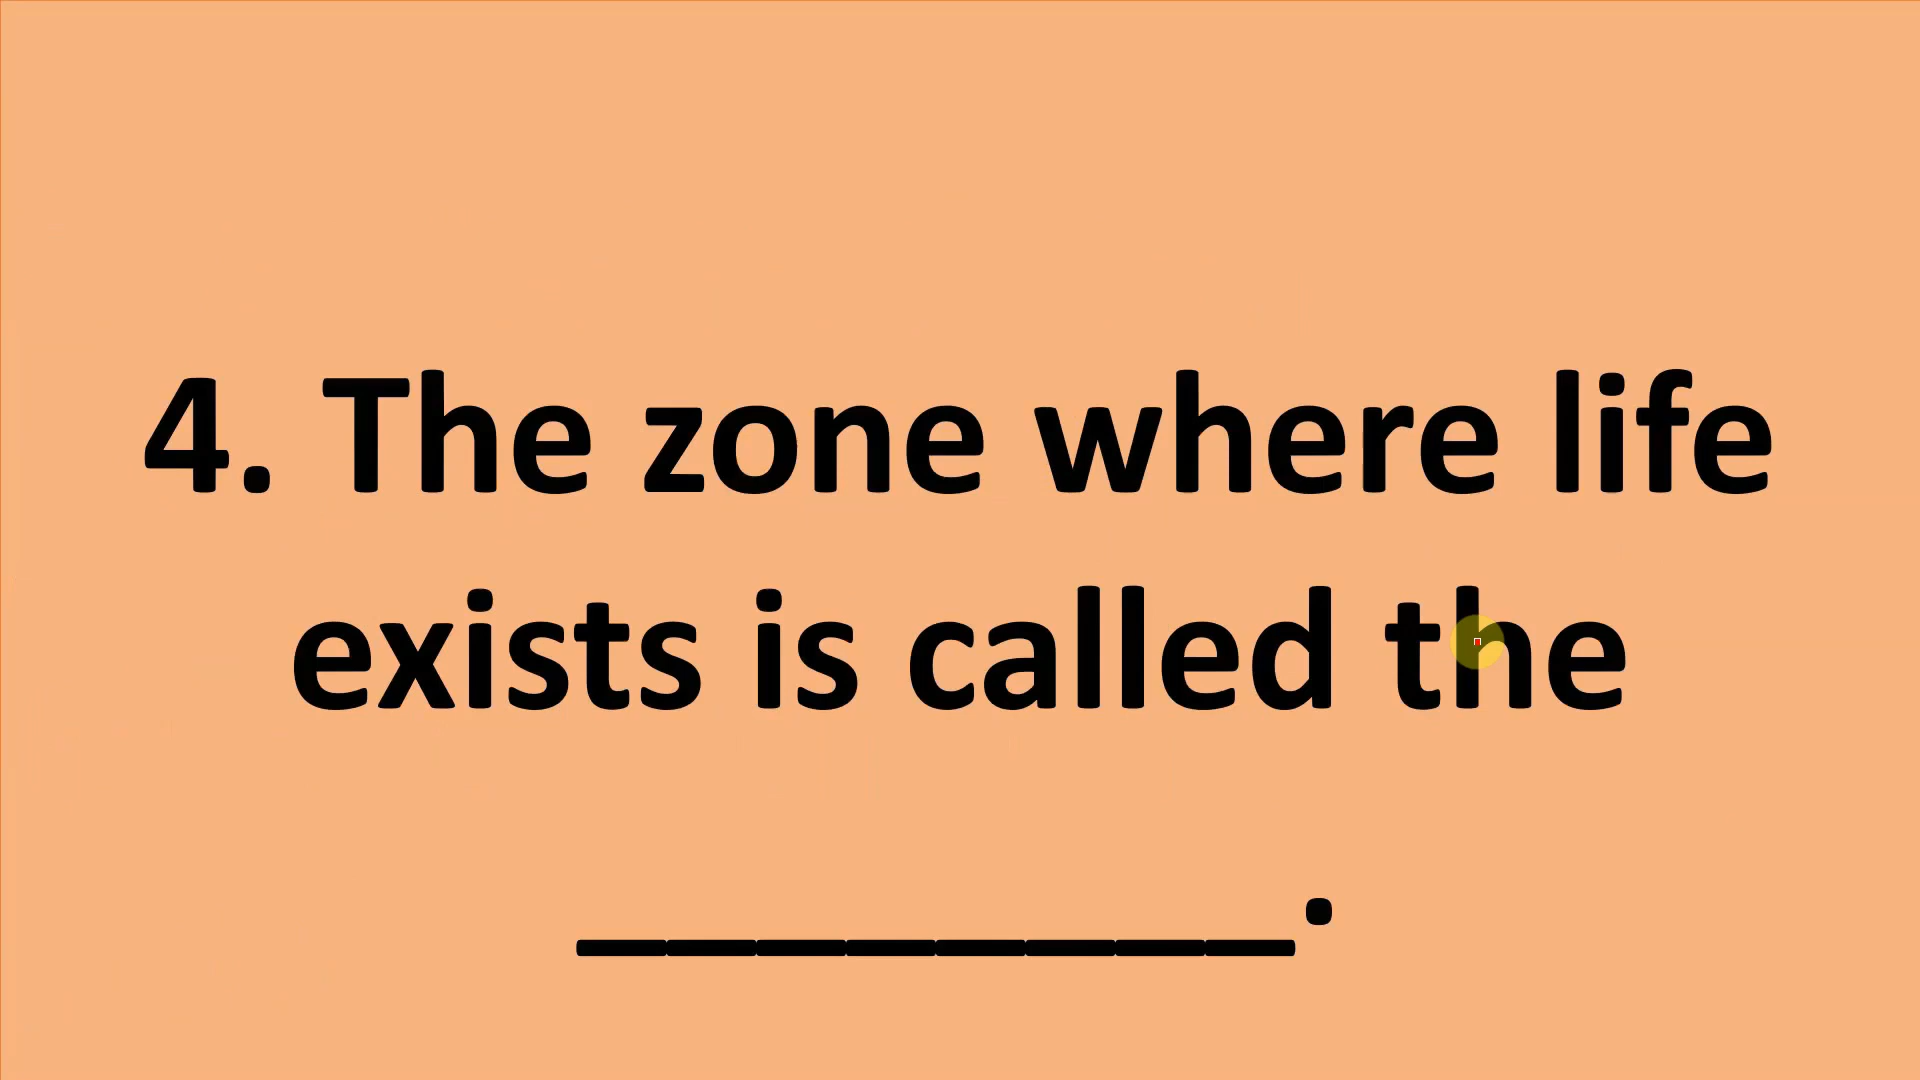 4. The zone where life
exists is called the
________.